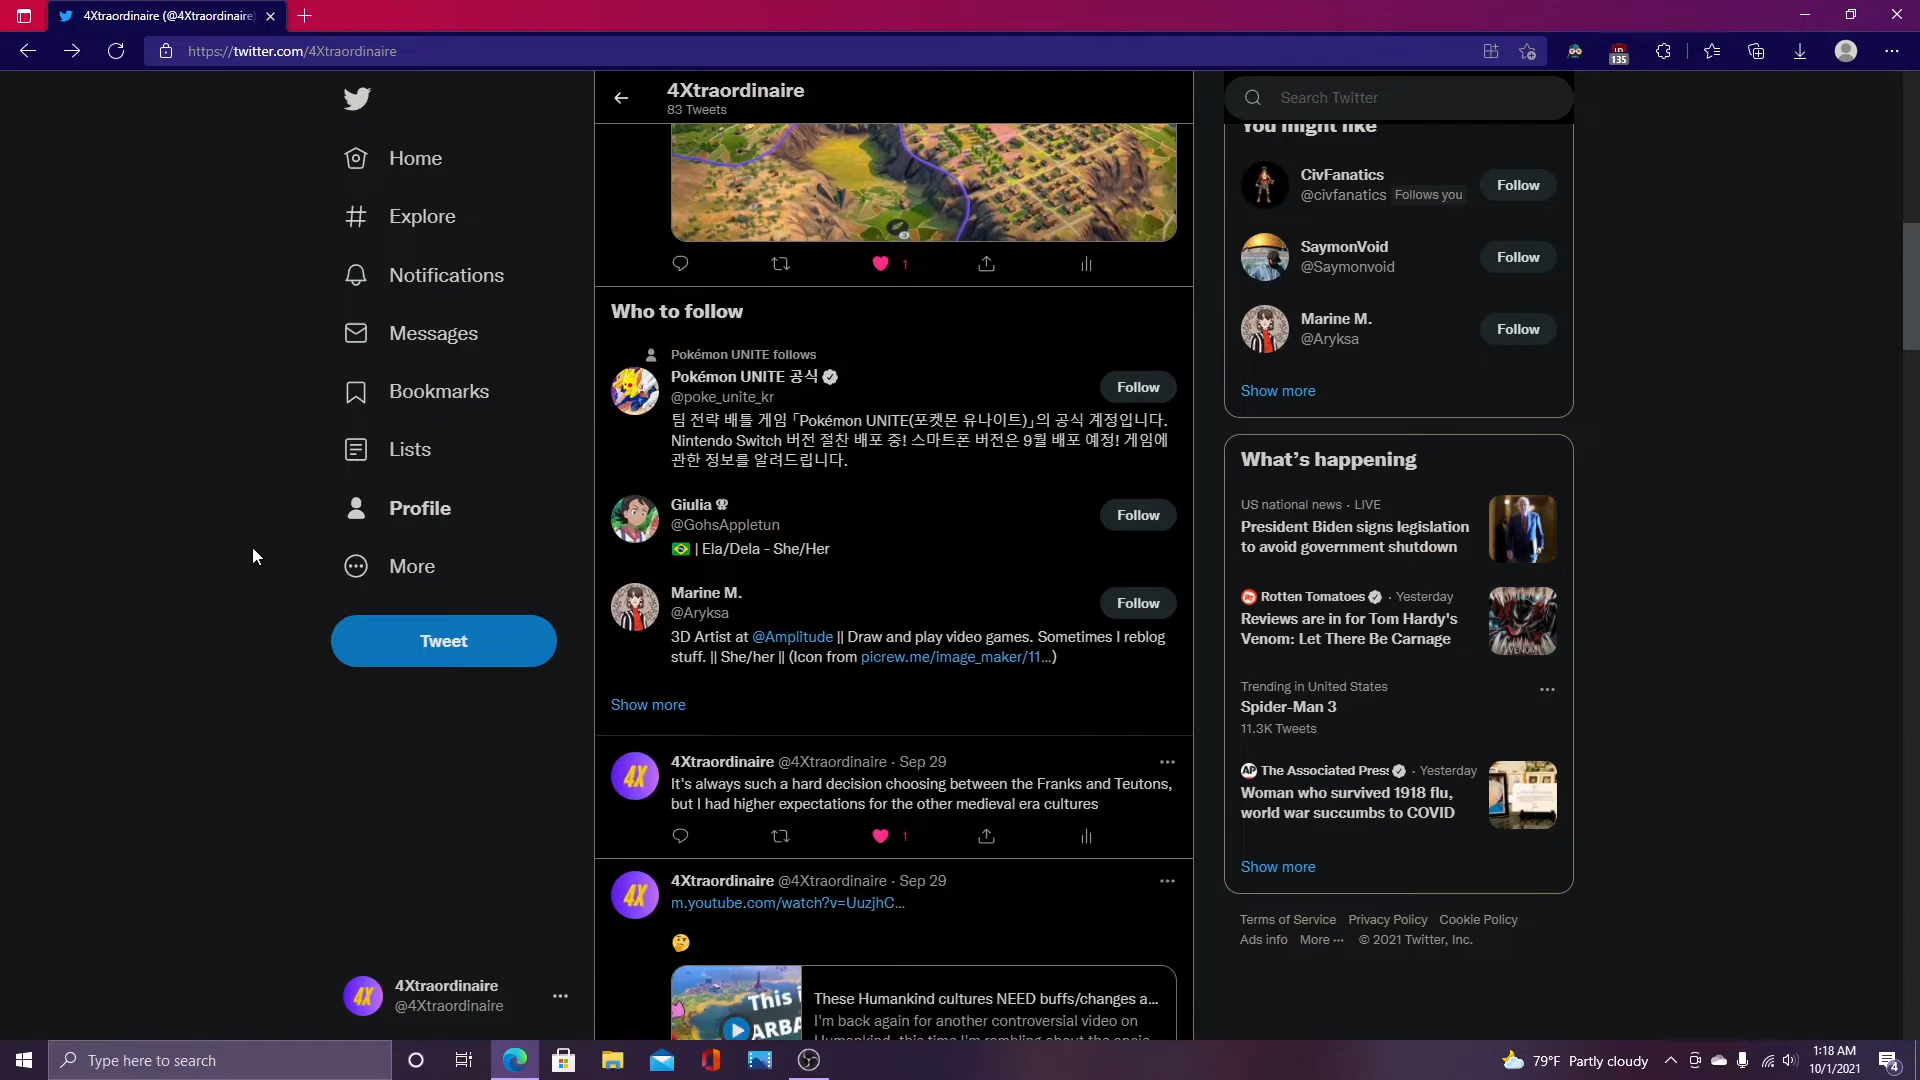 4Xtraordinaire (@4Xtraordinaire)
https://twitter.com/4Xtraordinaire
135
Home
Explore
Notifications
Messages
Bookmarks
Lists
Profile
More
Tweet
4Xtraordinaire
@4Xtraordinaire
4Xtraordinaire
83 Tweets
1
Who to follow
Pokémon UNITE follows
Pokémon UNITE 공식
@poke_unite_kr
Follow
팀 전략 배틀 게임 「Pokémon UNITE(포켓몬 유나이트)」의 공식 계정입니다.
Nintendo Switch 버전 절찬 배포 중! 스마트폰 버전은 9월 배포 예정! 게임에
관한 정보를 알려드립니다.
Giulia
@GohsAppletun
Follow
🇧🇷 | Ela/Dela - She/Her
Marine M.
@Aryksa
Follow
3D Artist at @Amplitude || Draw and play video games. Sometimes I reblog
stuff. || She/her || (Icon from picrew.me/image_maker/11...)
Show more
4X
4Xtraordinaire @4Xtraordinaire · Sep 29
It's always such a hard decision choosing between the Franks and Teutons,
but I had higher expectations for the other medieval era cultures
1
4X
4Xtraordinaire @4Xtraordinaire · Sep 29
m.youtube.com/watch?v=UuzjhC...
🤔
This i
ARBA
These Humankind cultures NEED buffs/changes a...
I'm back again for another controversial video on
Search Twitter
You might like
CivFanatics
@civfanatics Follows you
Follow
SaymonVoid
@Saymonvoid
Follow
Marine M.
@Aryksa
Follow
Show more
What's happening
US national news · LIVE
President Biden signs legislation
to avoid government shutdown
Rotten Tomatoes · Yesterday
Reviews are in for Tom Hardy's
Venom: Let There Be Carnage
Trending in United States
Spider-Man 3
11.3K Tweets
AP The Associated Press · Yesterday
Woman who survived 1918 flu,
world war succumbs to COVID
Show more
Terms of Service Privacy Policy Cookie Policy
Ads info More ··· © 2021 Twitter, Inc.
4X
Type here to search
79°F Partly cloudy
1:18 AM
10/1/2021
4